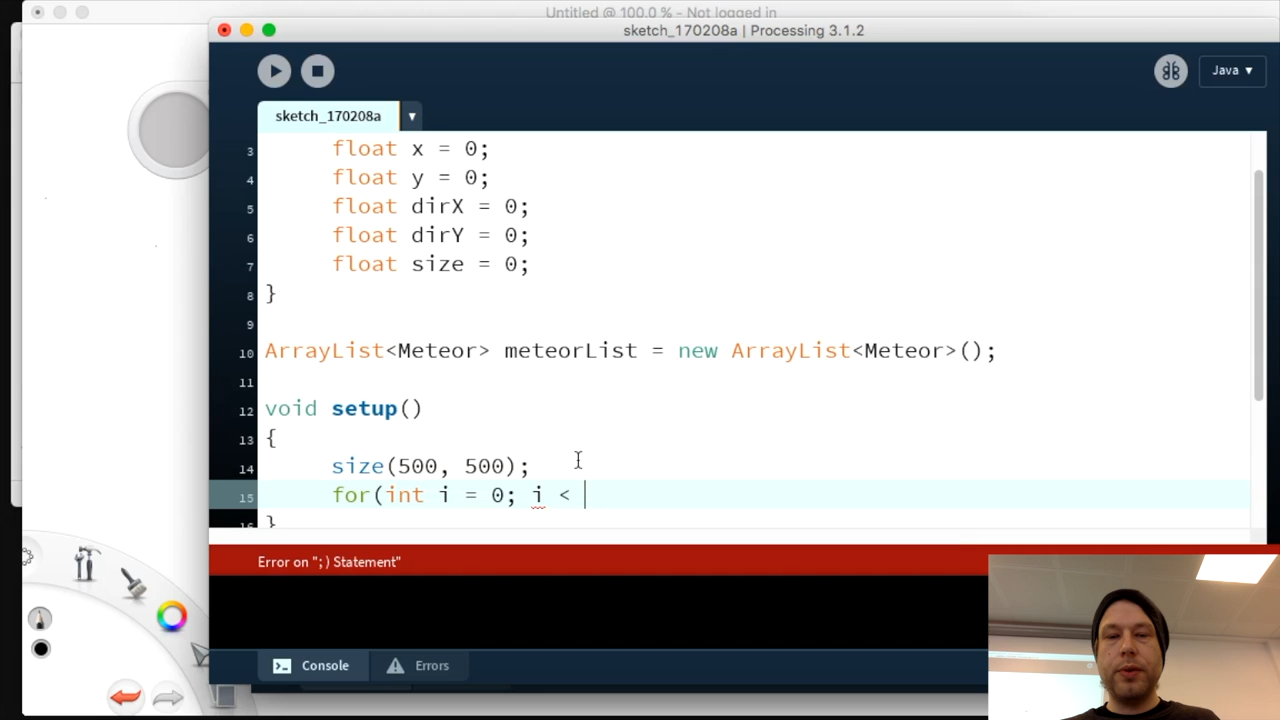 Untitled @ 100.0 % - Not logged in
sketch_170208a | Processing 3.1.2
Java ▾
sketch_170208a
3 float x = 0;
4 float y = 0;
5 float dirX = 0;
6 float dirY = 0;
7 float size = 0;
8 }
9
10 ArrayList<Meteor> meteorList = new ArrayList<Meteor>();
11
12 void setup()
13 {
14 size(500, 500);
15 for(int i = 0; i <
16 }
Error on ";) Statement"
Console Errors